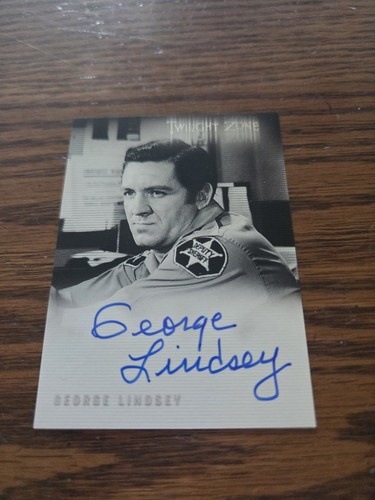 TWILIGHT ZONE
DEPUTY
SHERIFF
George
Lindsey
GEORGE LINDSEY